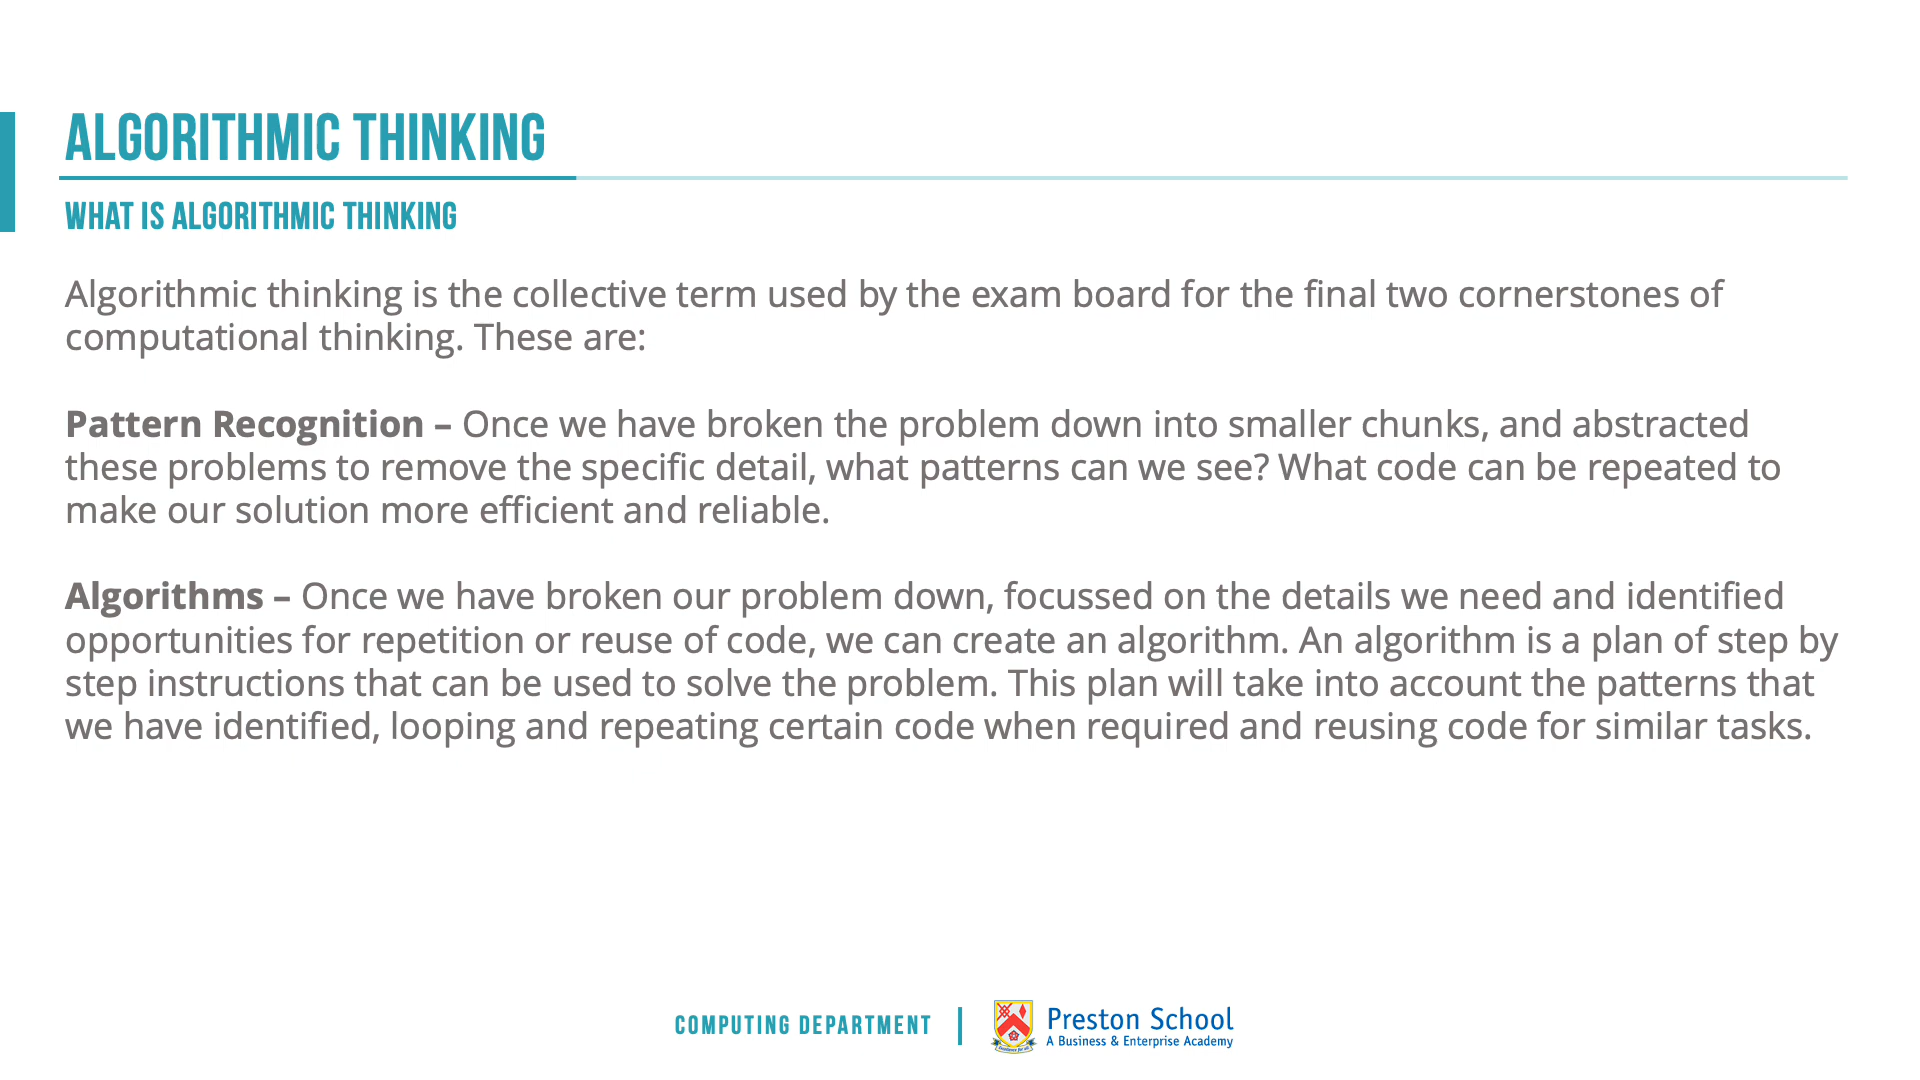 ALGORITHMIC THINKING
WHAT IS ALGORITHMIC THINKING
Algorithmic thinking is the collective term used by the exam board for the final two cornerstones of
computational thinking. These are:
Pattern Recognition – Once we have broken the problem down into smaller chunks, and abstracted
these problems to remove the specific detail, what patterns can we see? What code can be repeated to
make our solution more efficient and reliable.
Algorithms – Once we have broken our problem down, focussed on the details we need and identified
opportunities for repetition or reuse of code, we can create an algorithm. An algorithm is a plan of step by
step instructions that can be used to solve the problem. This plan will take into account the patterns that
we have identified, looping and repeating certain code when required and reusing code for similar tasks.
COMPUTING DEPARTMENT
Preston School
A Business & Enterprise Academy